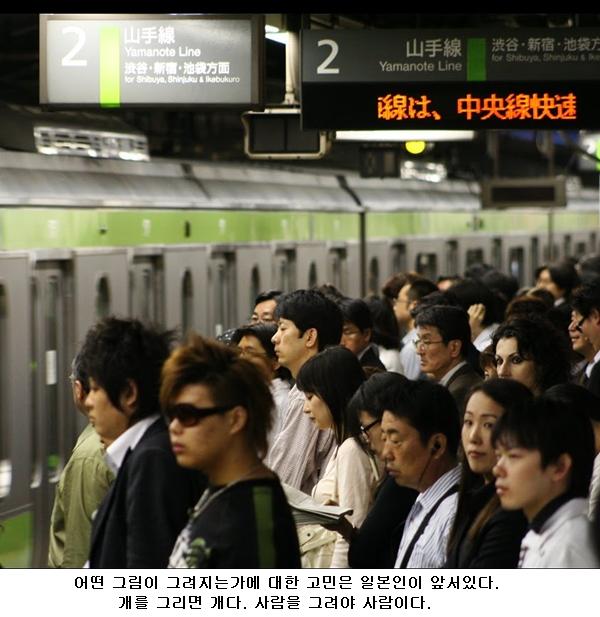 2 山手線
Yamanote Line
渋谷・新宿・池袋方面
for Shibuya, Shinjuku & Ikebukuro
2 山手線 渋谷・新宿・池袋方
Yamanote Line for Shibuya, Shinjuku & Ikebukuro
線は、中央線快速
어떤 그림이 그려지는가에 대한 고민은 일본인이 앞서있다.
개를 그리면 개다. 사람을 그려야 사람이다.